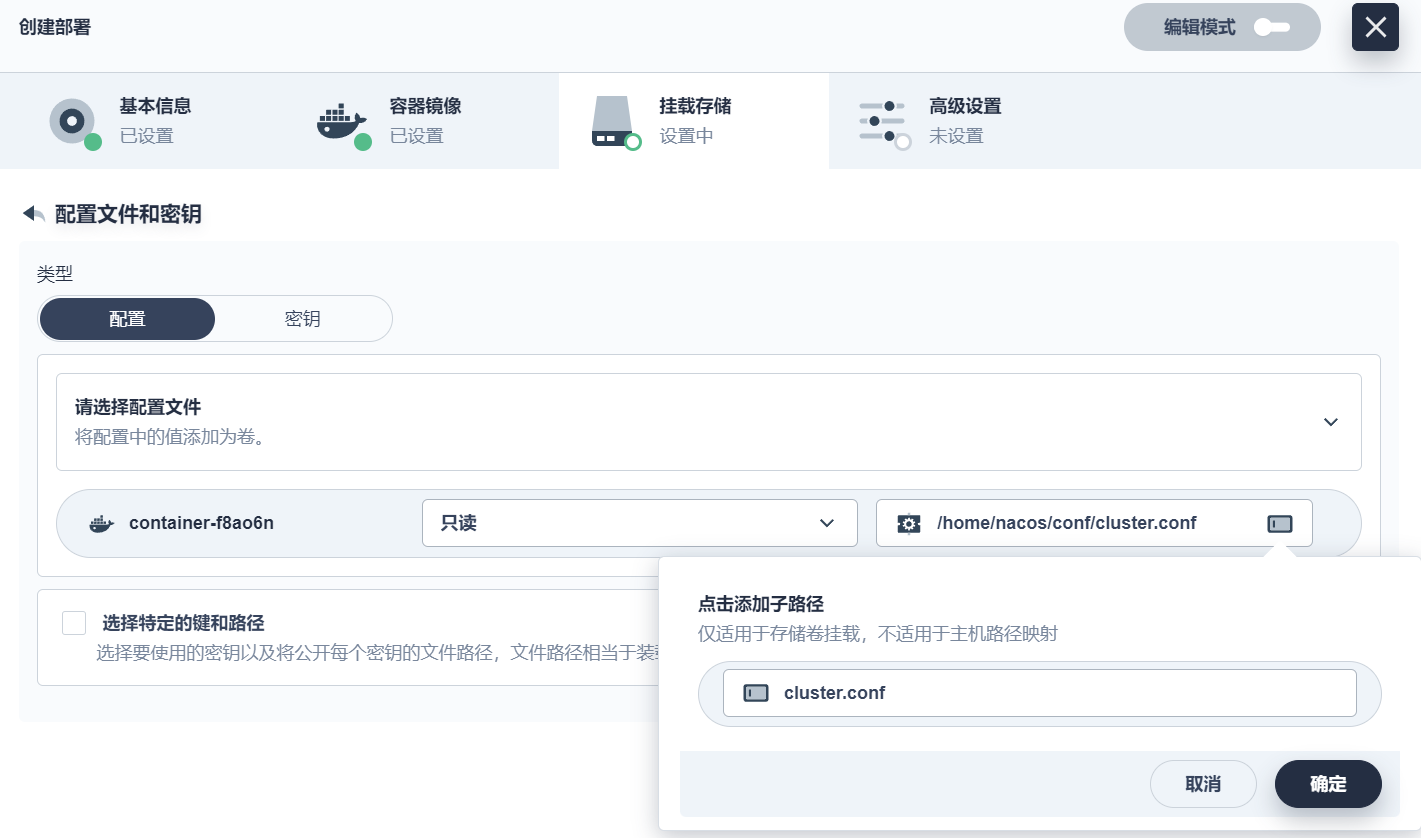 创建部署
编辑模式
基本信息
已设置
容器镜像
已设置
挂载存储
设置中
高级设置
未设置
配置文件和密钥
类型
配置
密钥
请选择配置文件
将配置中的值添加为卷。
container-f8ao6n
只读
/home/nacos/conf/cluster.conf
选择特定的键和路径
选择要使用的密钥以及将公开每个密钥的文件路径，文件路径相当于装
点击添加子路径
仅适用于存储卷挂载，不适用于主机路径映射
cluster.conf
取消
确定